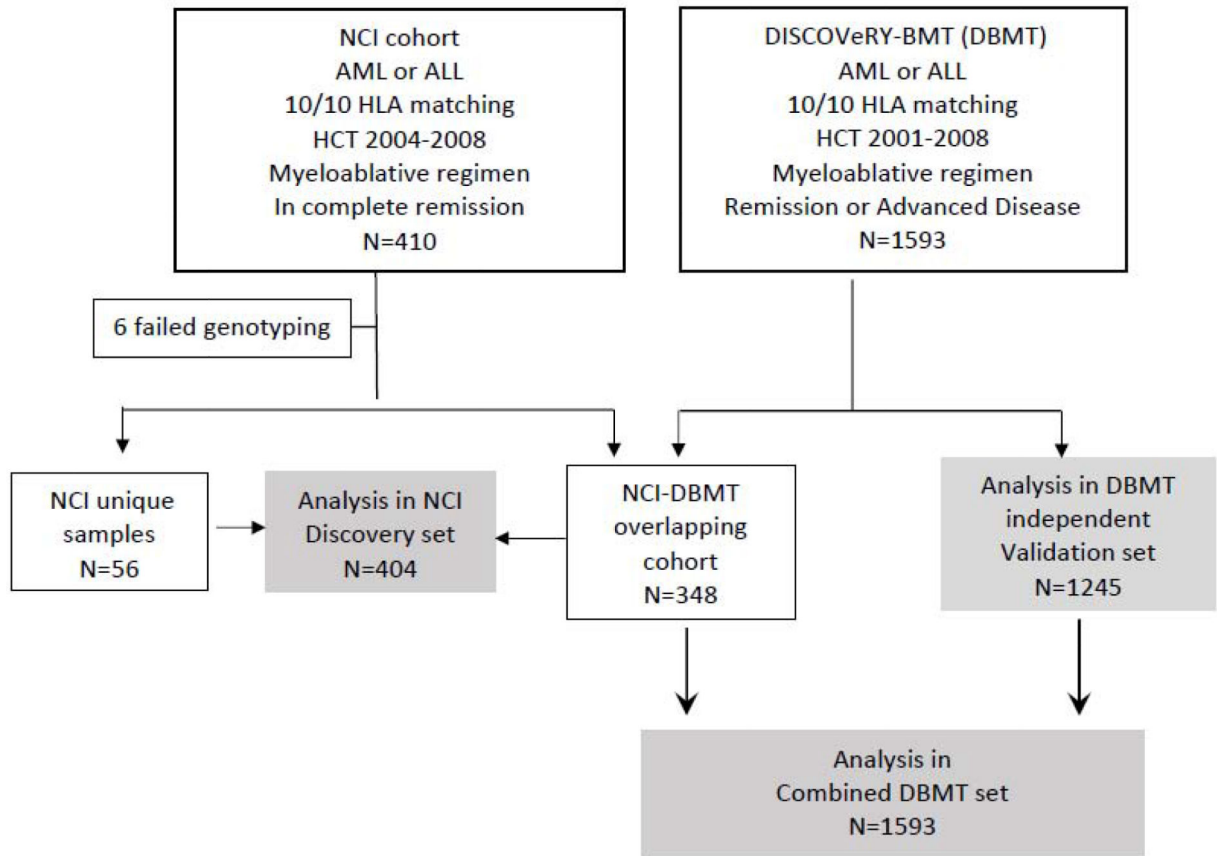 NCI cohort
AML or ALL
10/10 HLA matching
HCT 2004-2008
Myeloablative regimen
In complete remission
N=410
DISCOVeRY-BMT (DBMT)
AML or ALL
10/10 HLA matching
HCT 2001-2008
Myeloablative regimen
Remission or Advanced Disease
N=1593
6 failed genotyping
NCI unique
samples
N=56
Analysis in NCI
Discovery set
N=404
NCI-DBMT
overlapping
cohort
N=348
Analysis in DBMT
independent
Validation set
N=1245
Analysis in
Combined DBMT set
N=1593